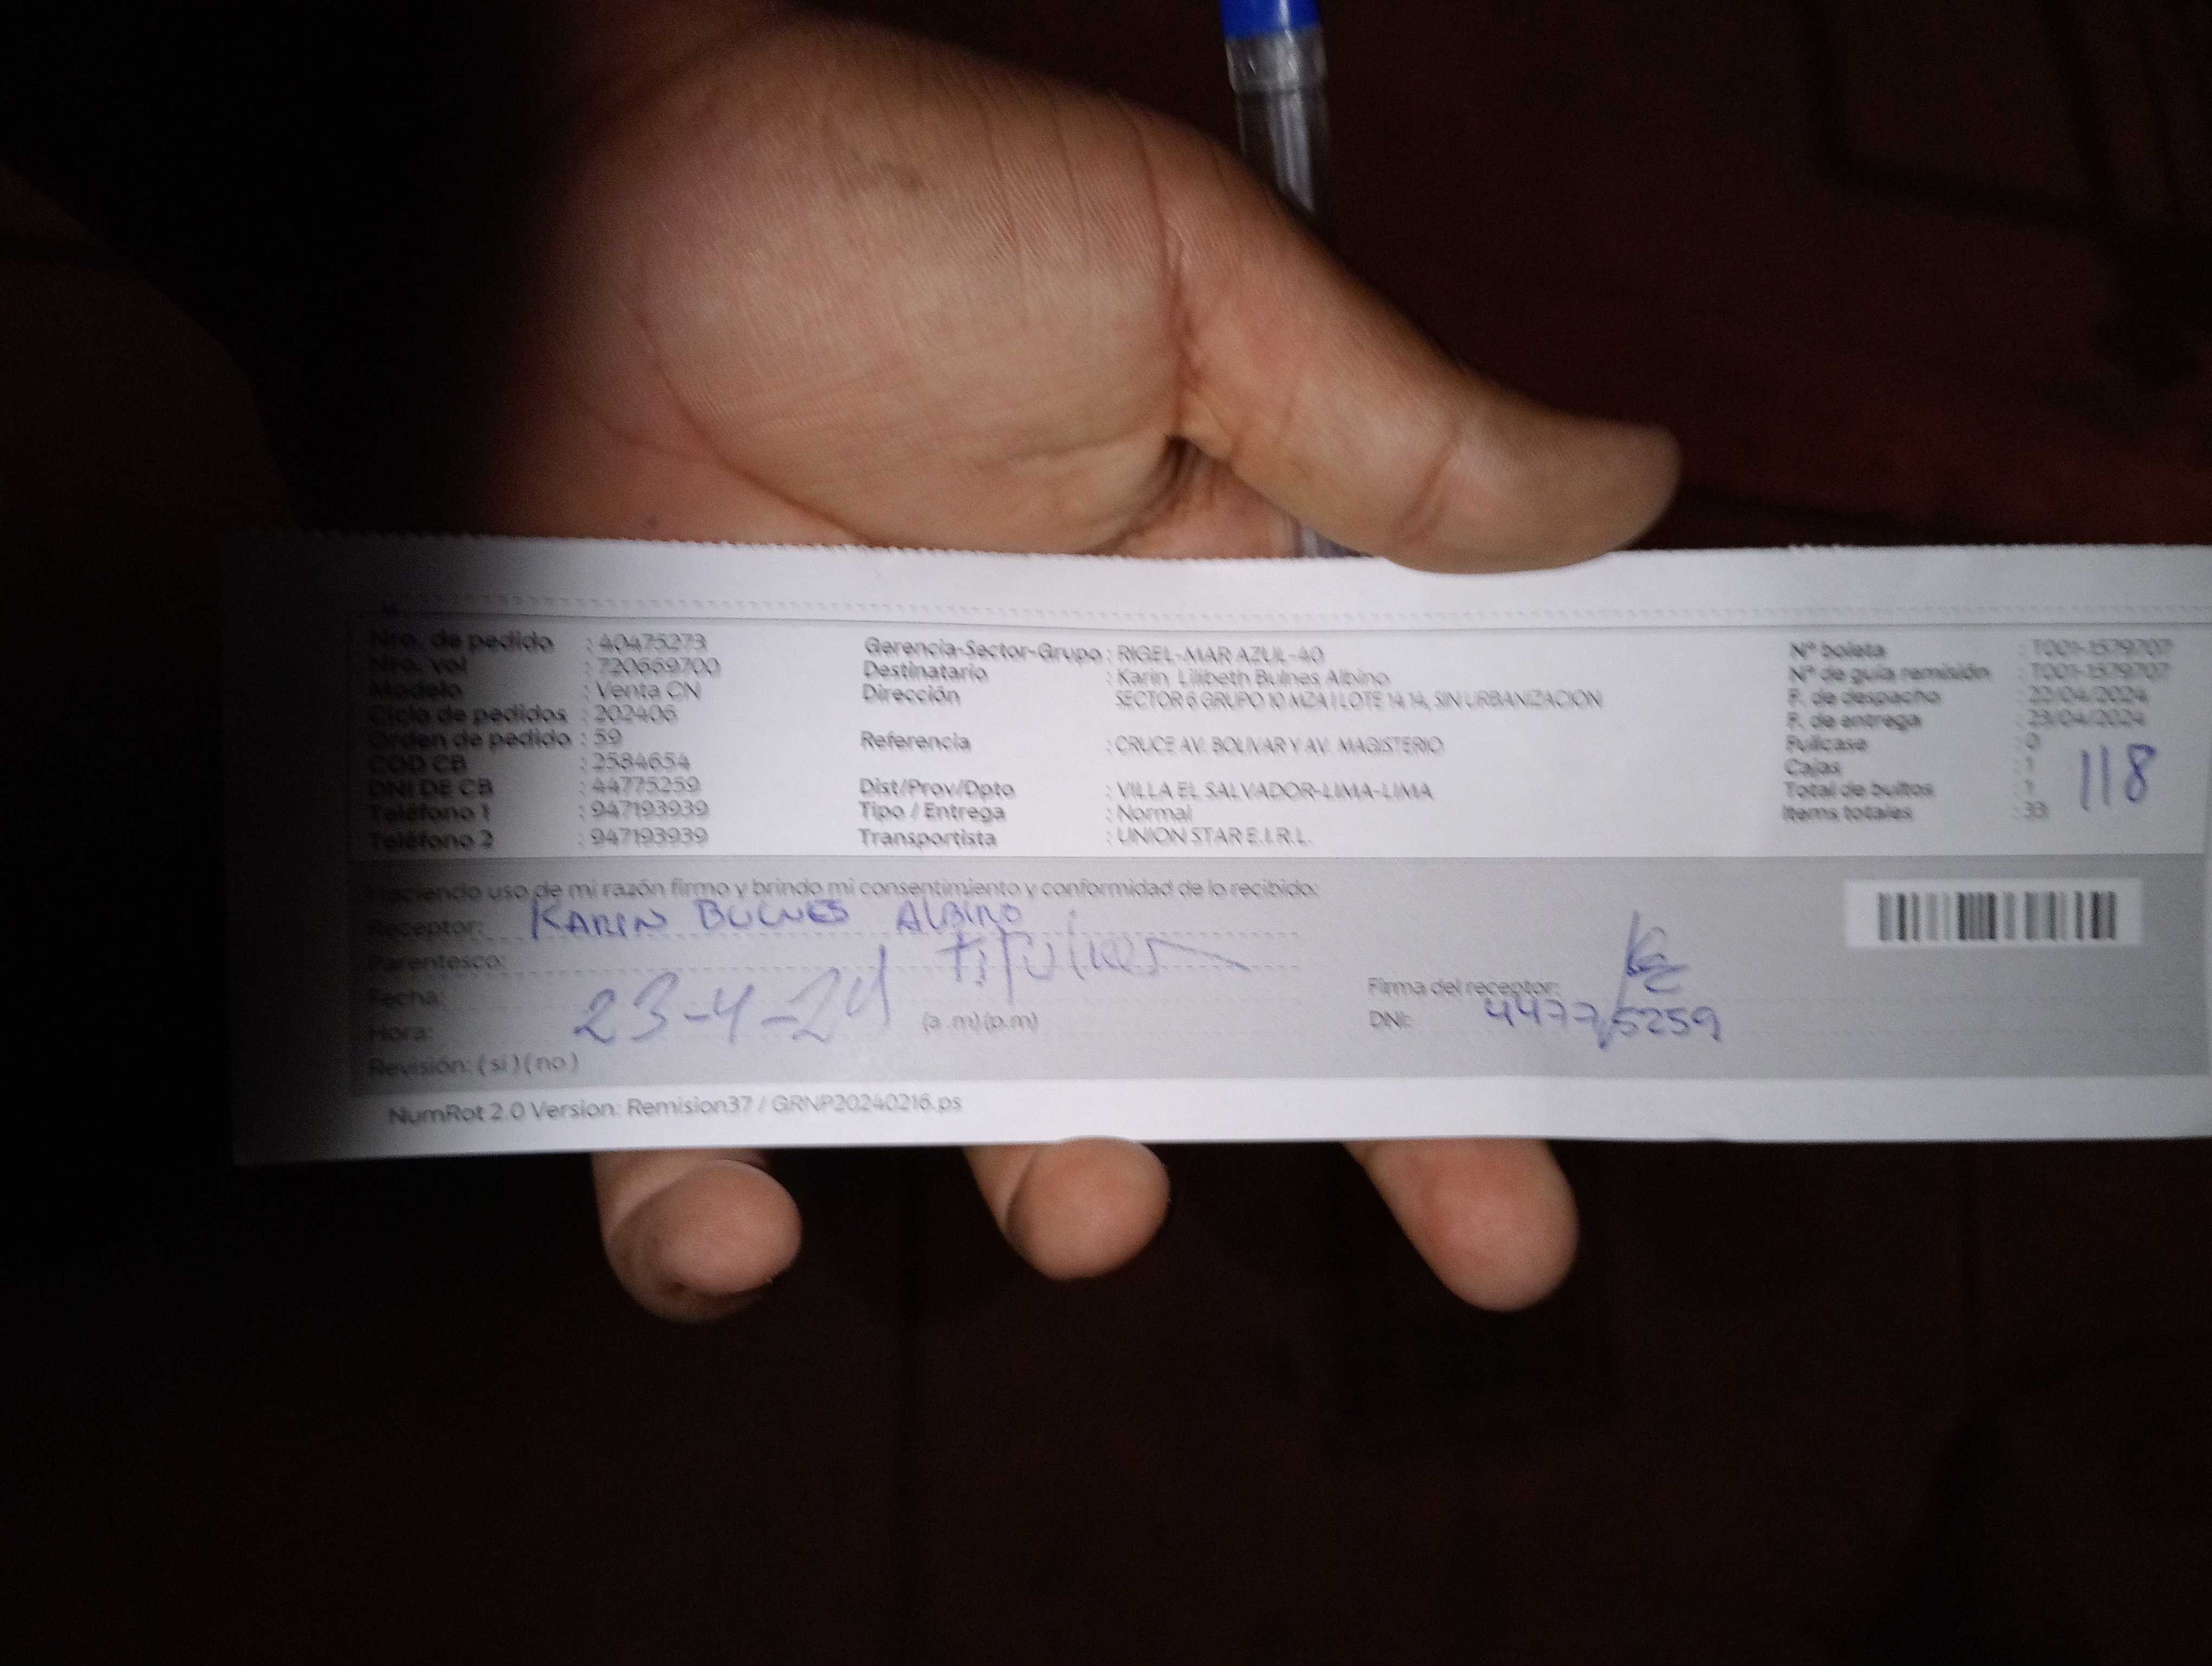 Nro. de pedido : 40475273
Nro. vol : 720669700
Modelo : Venta CN
Ciclo de pedidos : 202406
Orden de pedido : 59
COD CB : 2584654
DNI DE CB : 44775259
Teléfono 1 : 947193939
Teléfono 2 : 947193939
Gerencia-Sector-Grupo : RIGEL-MAR AZUL-40
Destinatario : Karin, Lilibeth Bulnes Albino
Dirección SECTOR 6 GRUPO 10 MZA I LOTE 14 14, SIN URBANIZACION
Referencia : CRUCE AV. BOLIVAR Y AV. MAGISTERIO
Dist/Prov/Dpto : VILLA EL SALVADOR-LIMA-LIMA
Tipo / Entrega : Normal
Transportista : UNION STAR E.I.R.L.
N° boleta : T001-1579707
N° de guía remisión : T001-1579707
F. de despacho : 22/04/2024
F. de entrega : 23/04/2024
Fullcase : 0
Cajas : 1
Total de bultos : 1
Items totales : 33
118
Haciendo uso de mi razón firmo y brindo mi consentimiento y conformidad de lo recibido:
Receptor: KARIN BULNES ALBINO
Parentesco: titular
Fecha: 23-4-24
Hora: (a .m) (p.m)
Revisión: ( si ) ( no )
Firma del receptor:
DNI: 44775259
NumRot 2.0 Version: Remision37 / GRNP20240216.ps